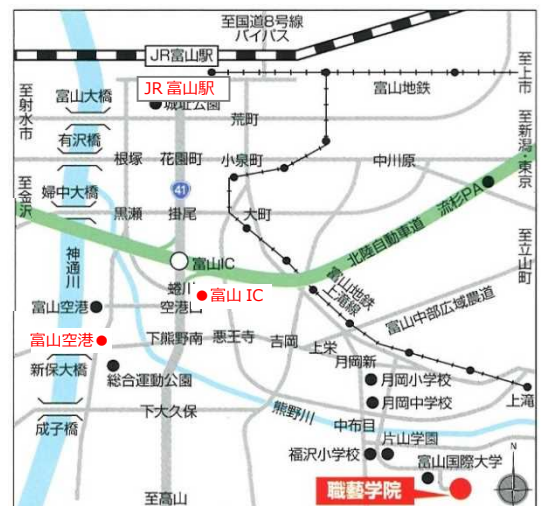 至国道8号線
バイパス
JR富山駅
JR 富山駅
至上市
富山地鉄
城址公園
富山大橋
荒町
至射水市
有沢橋
根塚
花園町
小泉町
中川原
至新潟・東京
至金沢
婦中大橋
41
黒瀬
掛尾
大町
流杉PA
北陸自動車道
至立山町
神通川
富山IC
蜷川
富山 IC
富山地鉄
上滝線
富山空港
空港口
富山中部広域農道
富山空港
下熊野南
悪王寺
吉岡
上栄
月岡新
新保大橋
総合運動公園
月岡小学校
上滝
月岡中学校
下大久保
熊野川
中布目
成子橋
片山学園
福沢小学校
富山国際大学
N
職藝学院
至高山